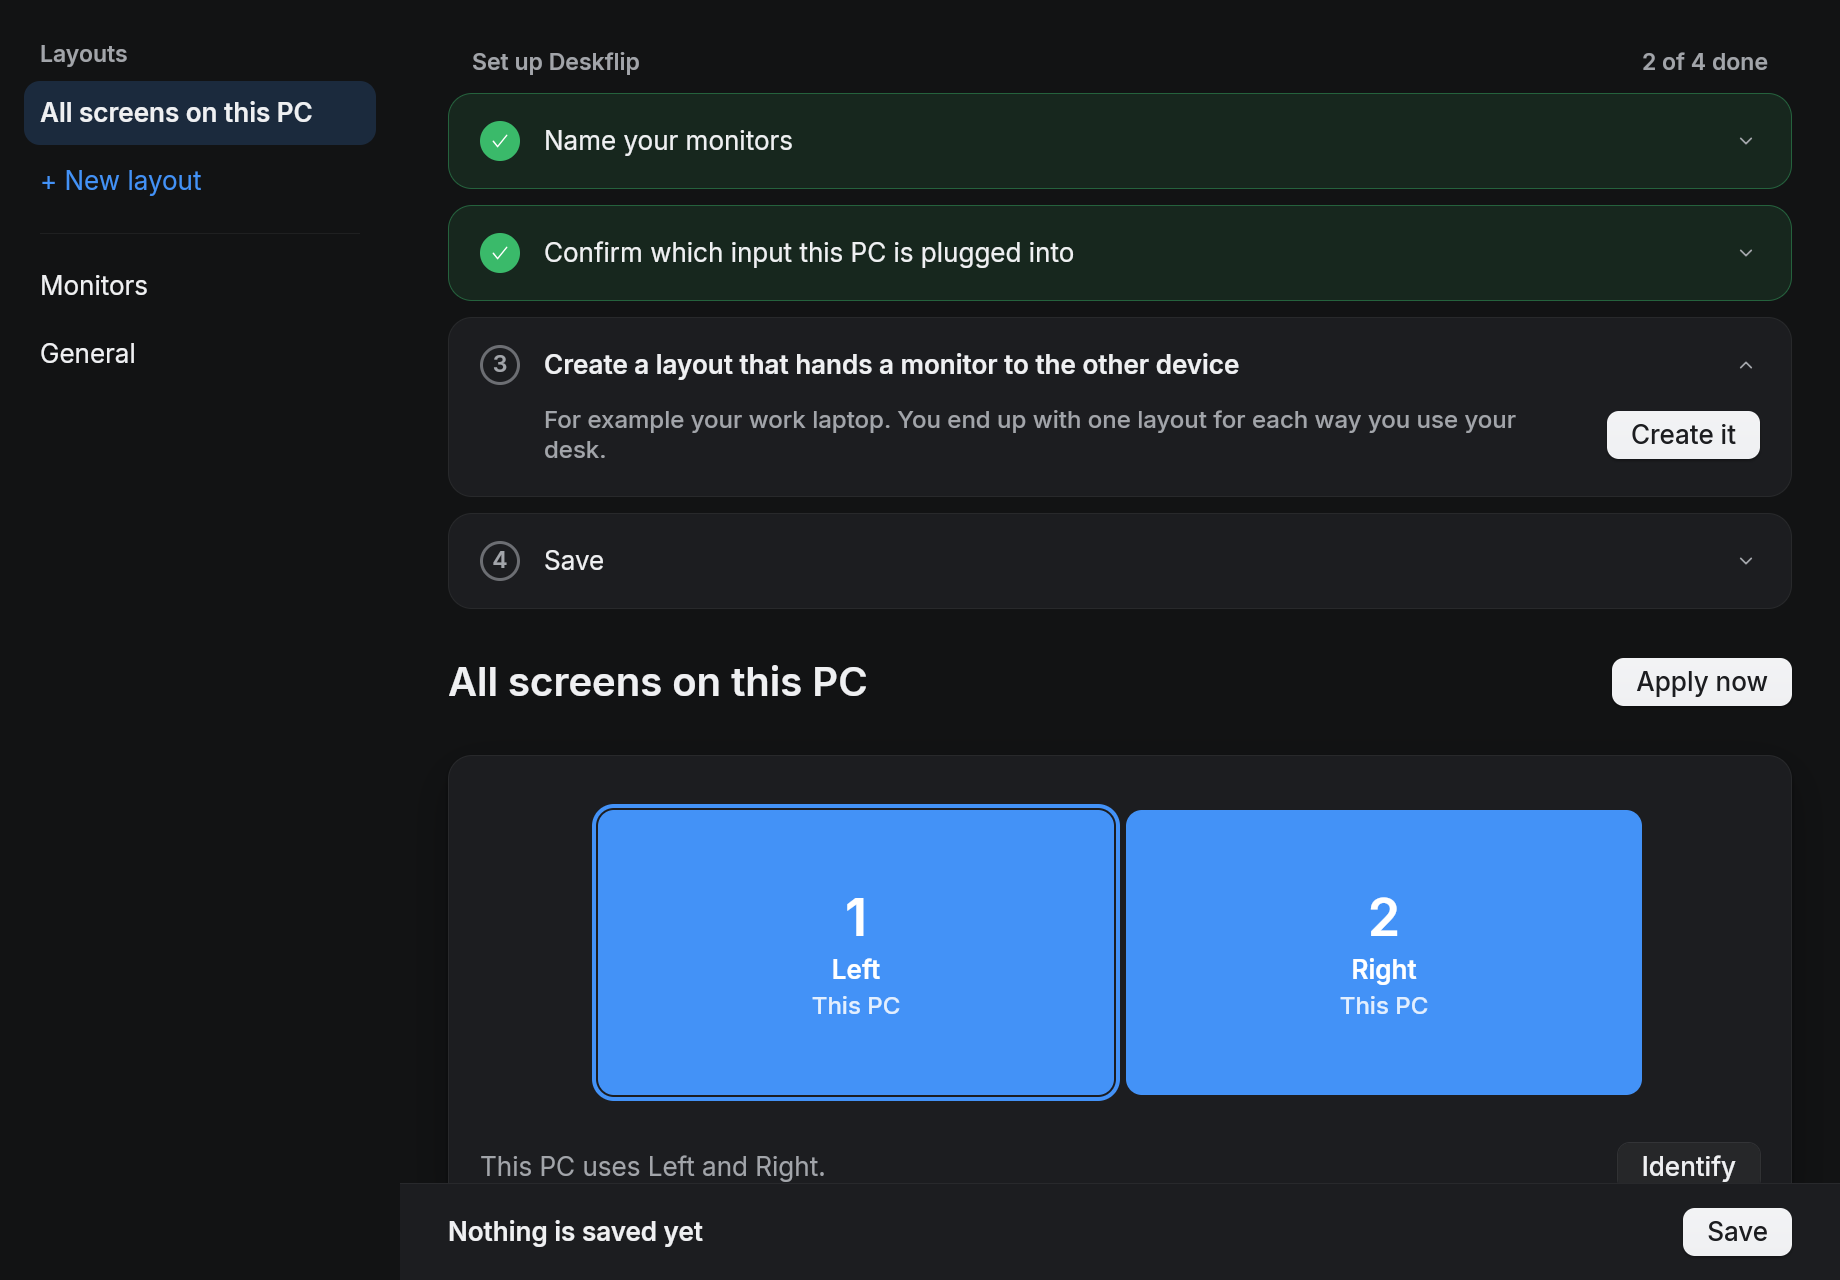 Layouts
All screens on this PC
+ New layout
Monitors
General
Set up Deskflip
2 of 4 done
Name your monitors
Confirm which input this PC is plugged into
3
Create a layout that hands a monitor to the other device
For example your work laptop. You end up with one layout for each way you use your
desk.
Create it
4
Save
All screens on this PC
Apply now
1
Left
This PC
2
Right
This PC
This PC uses Left and Right.
Identify
Nothing is saved yet
Save